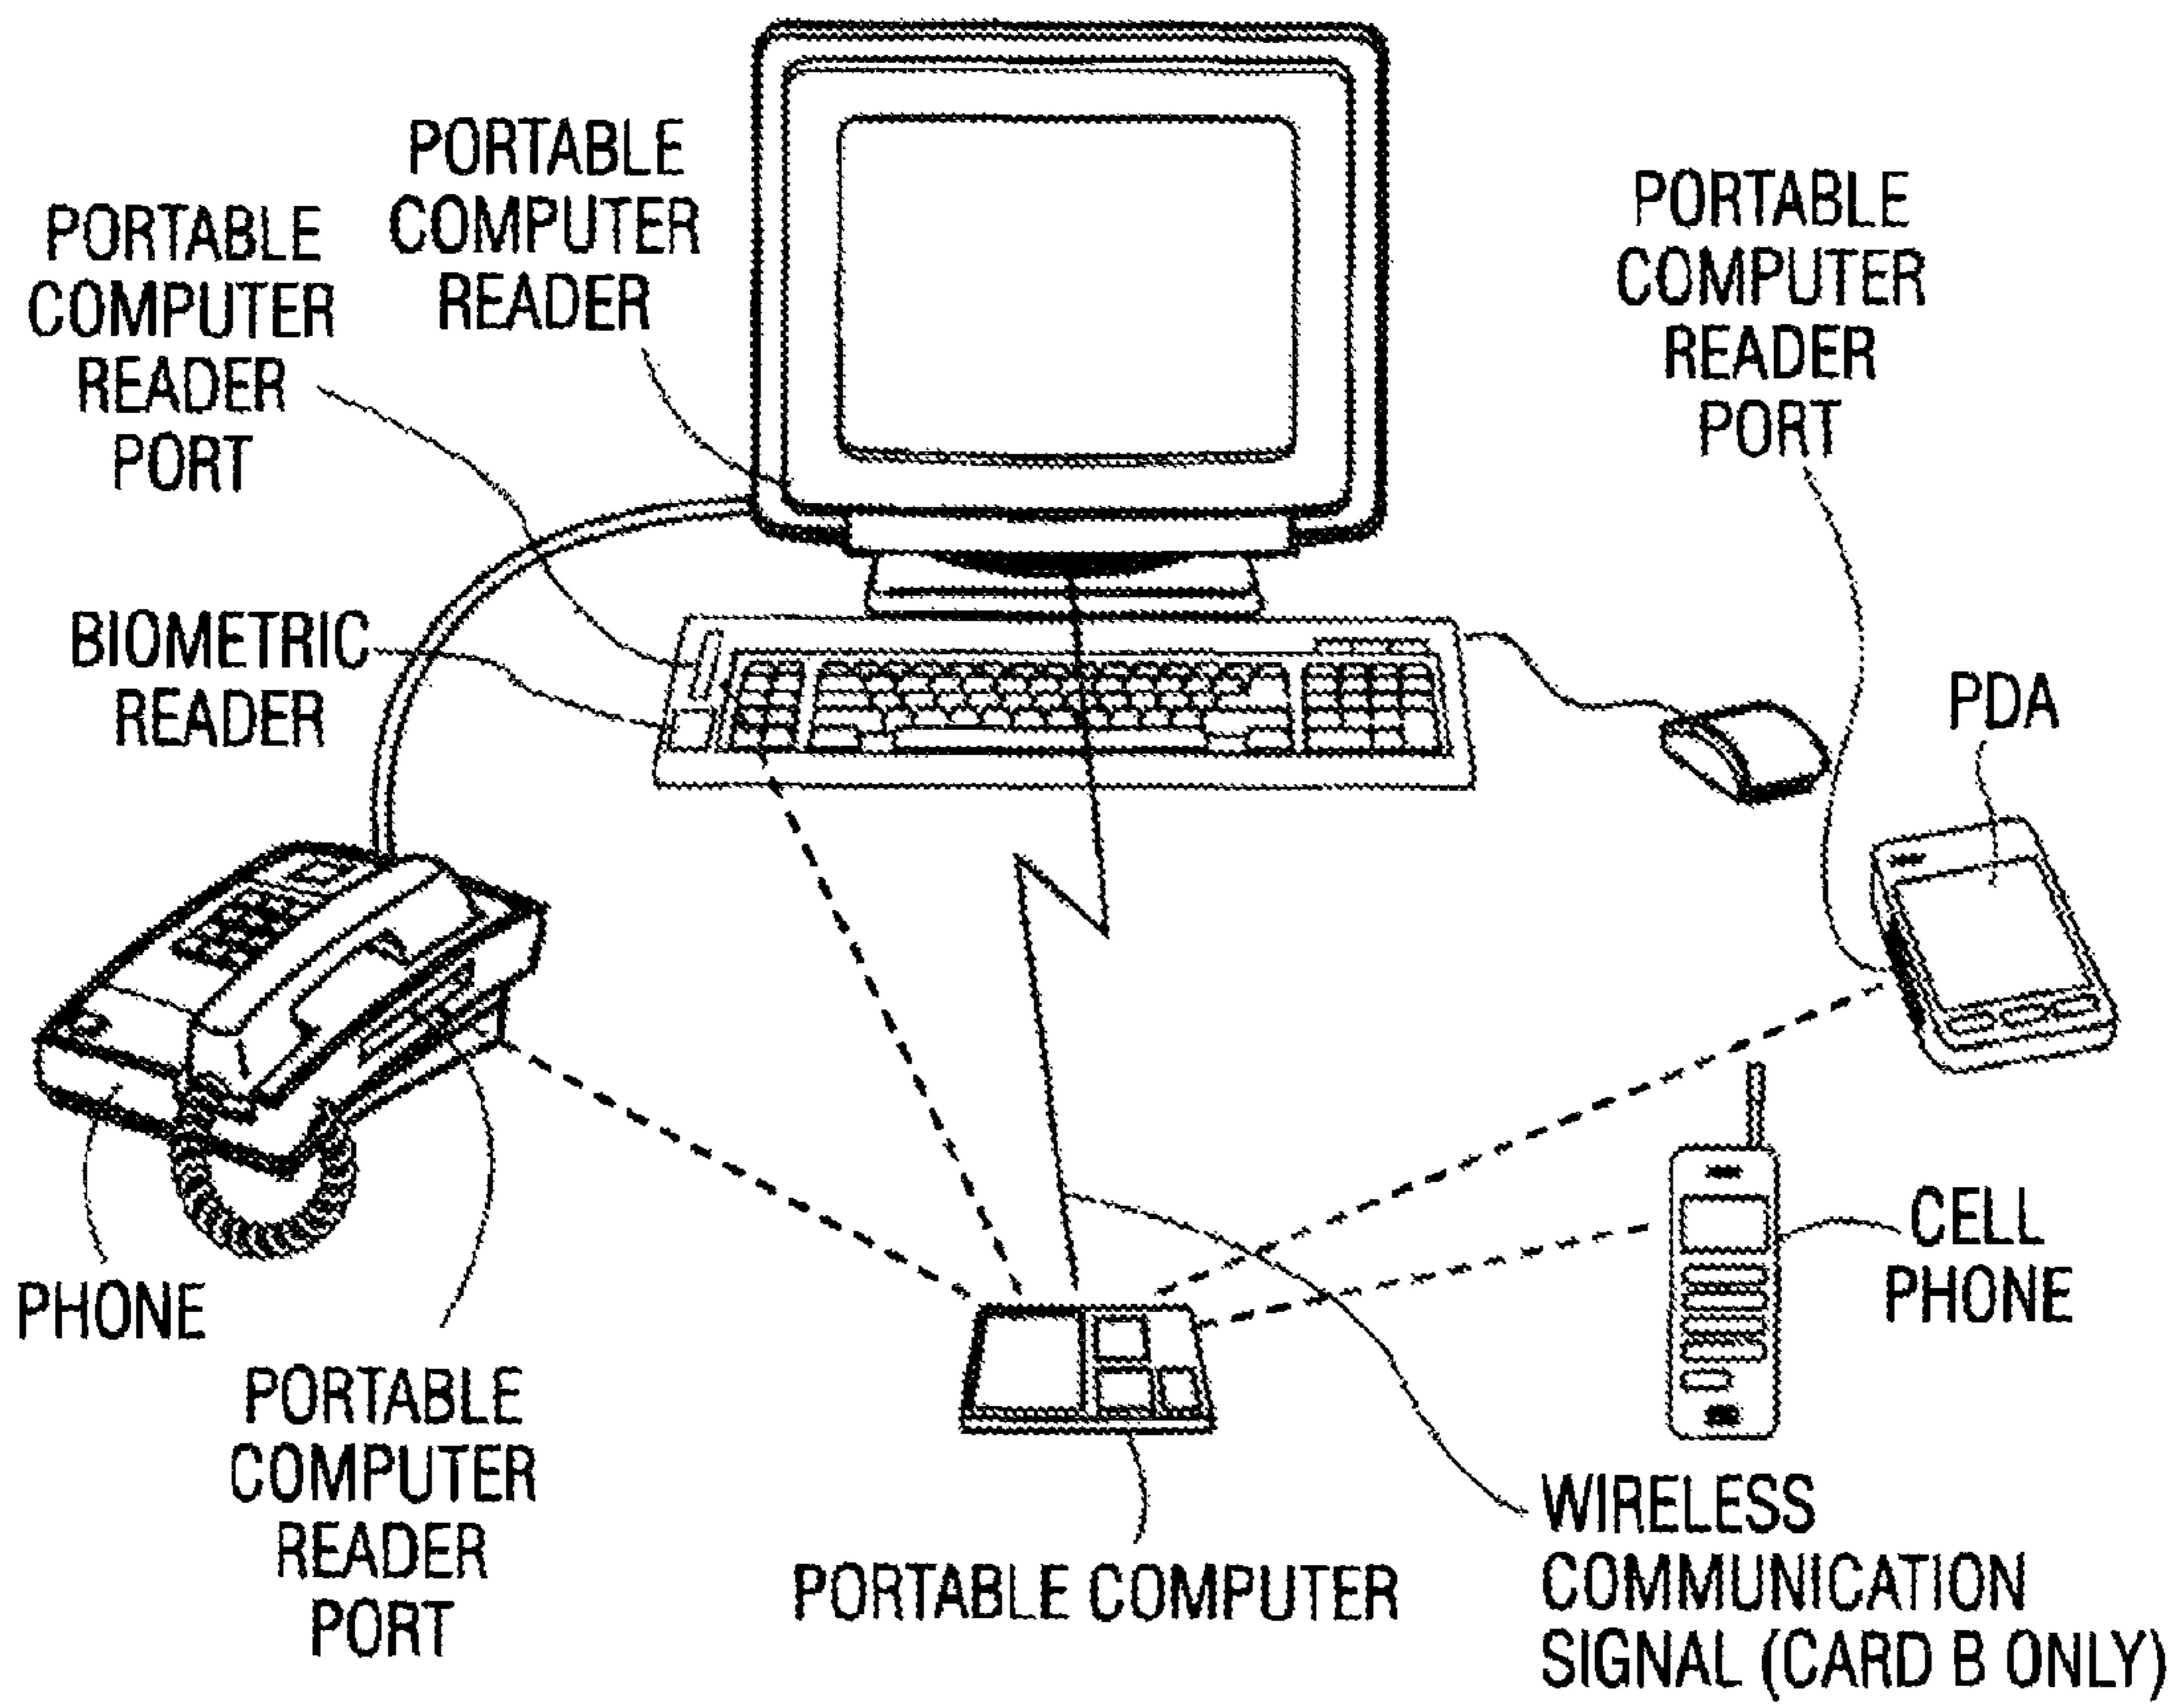 PORTABLE
COMPUTER
READER
PORTABLE
COMPUTER
READER
PORT
PORTABLE
COMPUTER
READER
PORT
BIOMETRIC
READER
PDA
CELL
PHONE
PHONE
PORTABLE
COMPUTER
READER
PORT
PORTABLE COMPUTER
WIRELESS
COMMUNICATION
SIGNAL (CARD B ONLY)